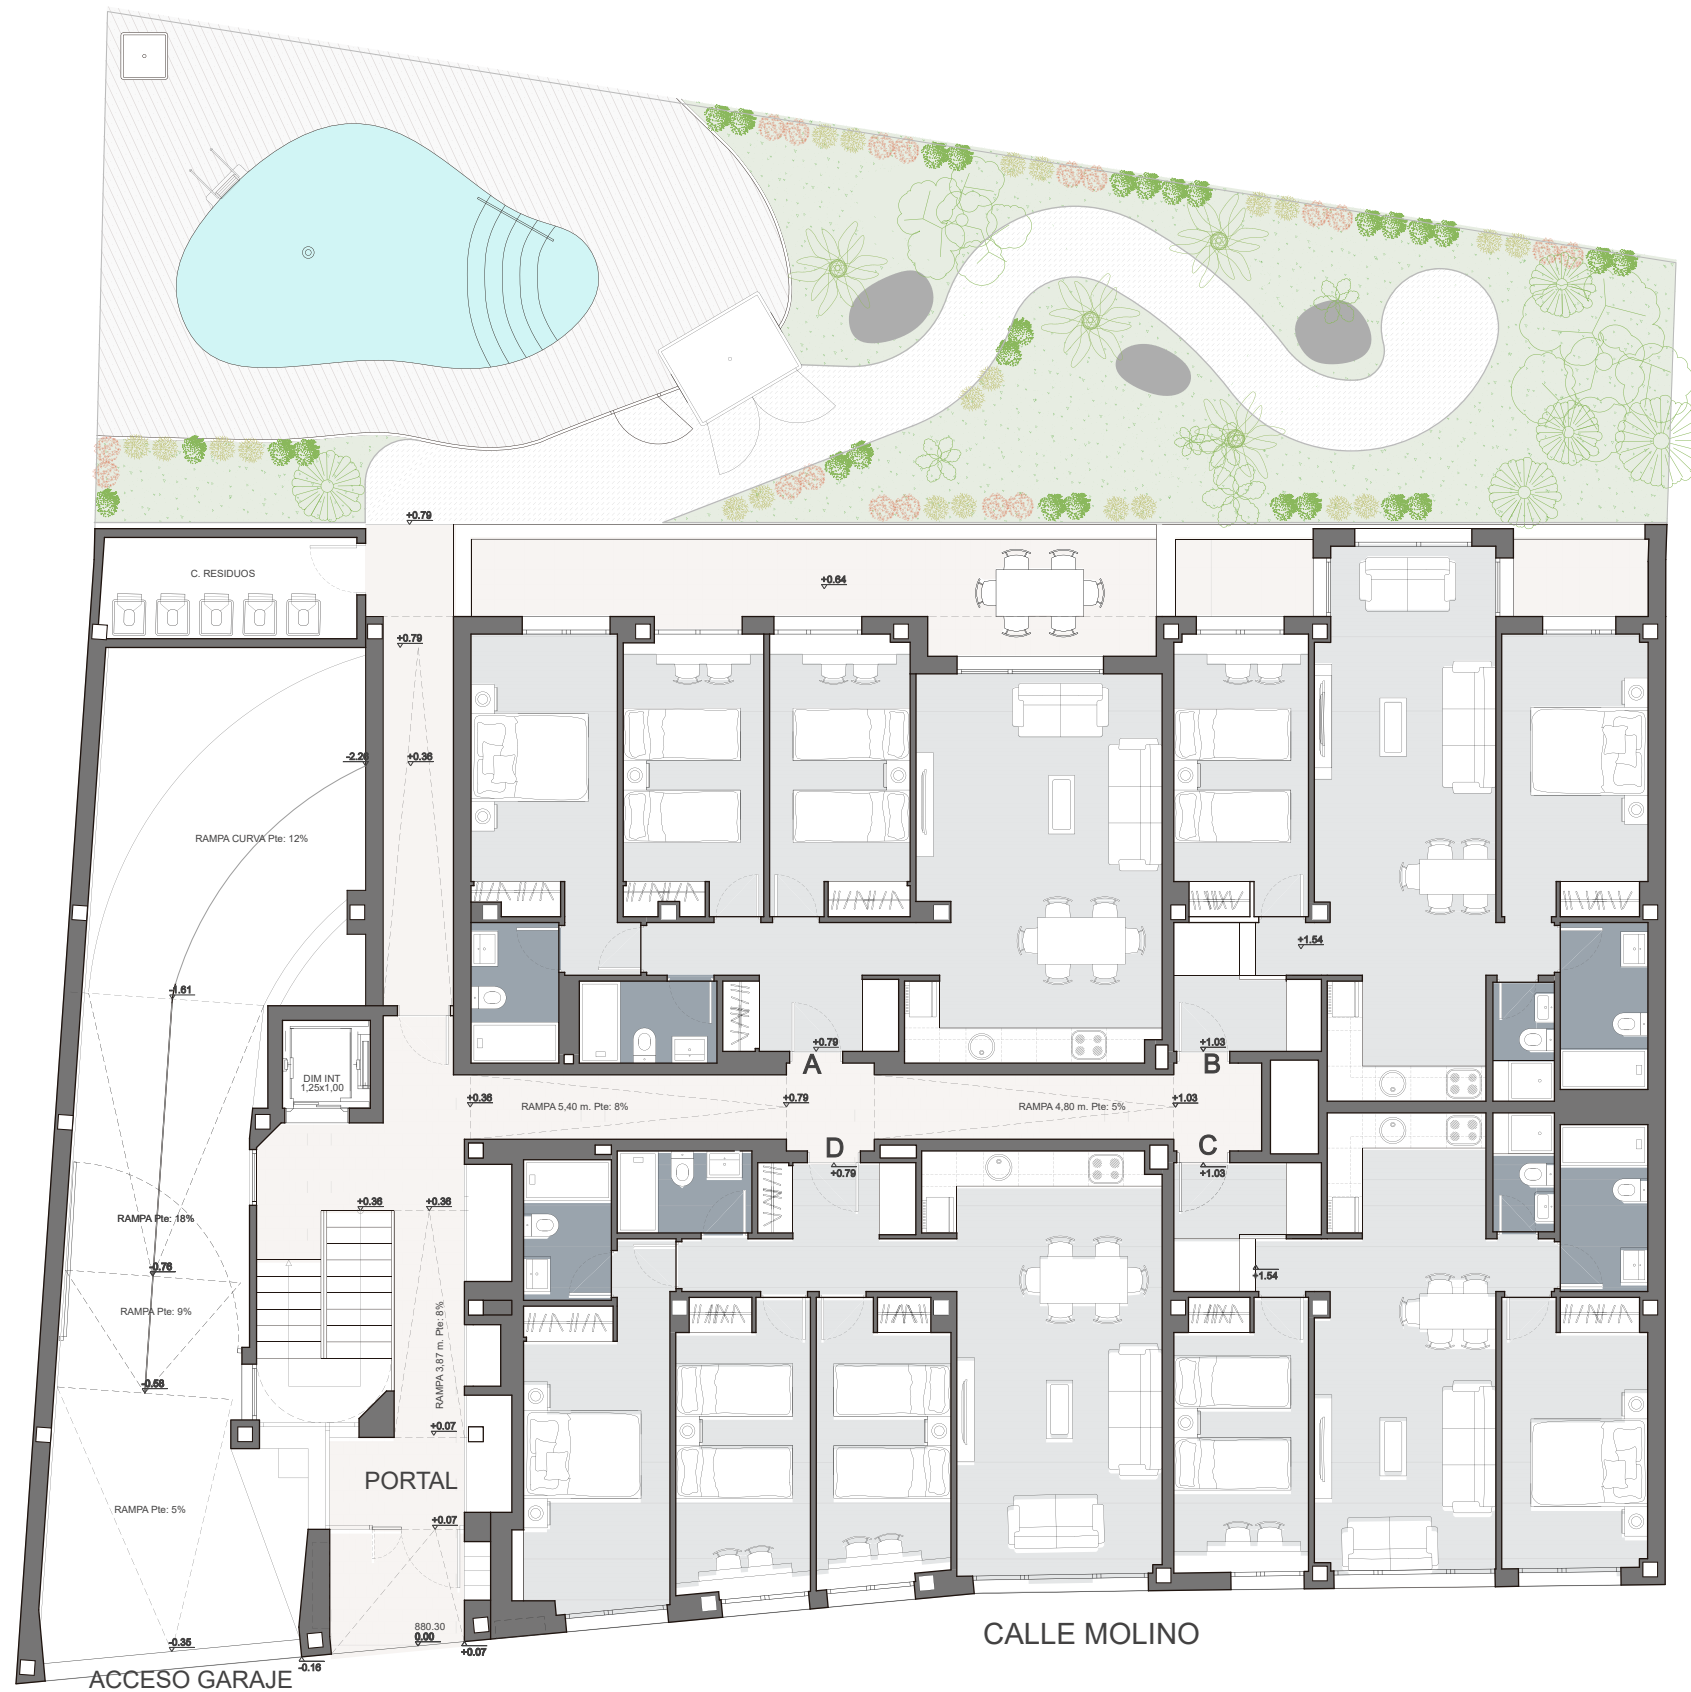 +0.79
C. RESIDUOS
+0.64
+0.79
-2.26
+0.36
RAMPA CURVA Pte: 12%
+1.54
-1.61
+0.79
+1.03
A
B
DIM INT
1,25x1,00
+0.36
RAMPA 5,40 m. Pte: 8%
+0.79
RAMPA 4,80 m. Pte: 5%
+1.03
D
C
+0.79
+1.03
+0.36
+0.36
RAMPA Pte: 18%
-0.76
+1.54
RAMPA Pte: 9%
RAMPA 3,87 m. Pte: 8%
-0.58
+0.07
PORTAL
RAMPA Pte: 5%
+0.07
880.30
0.00
-0.35
+0.07
-0.16
CALLE MOLINO
ACCESO GARAJE